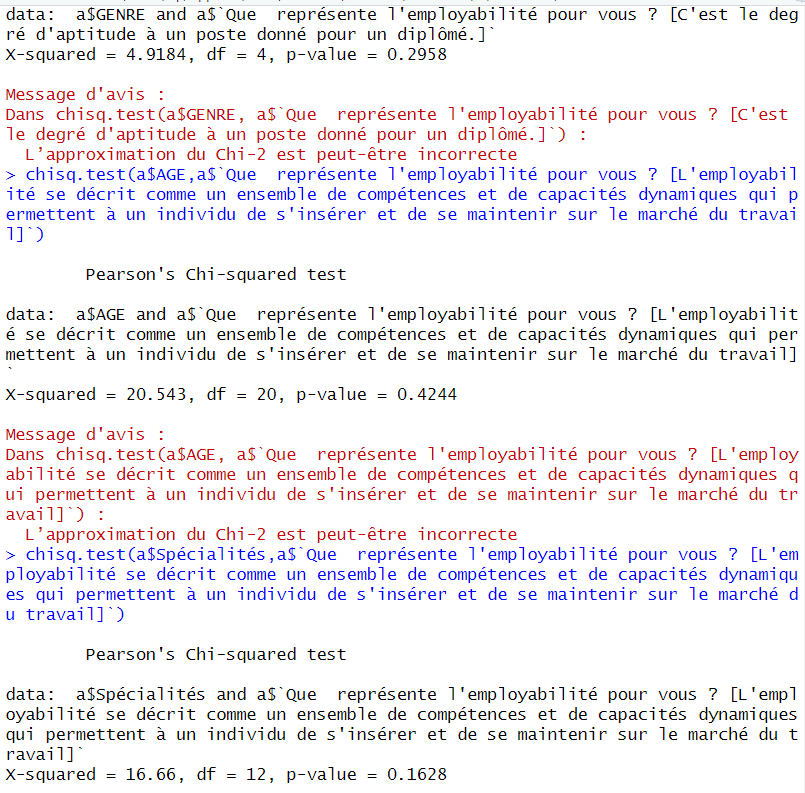 data:  a$GENRE and a$`Que  représente l'employabilité pour vous ? [C'est le deg
ré d'aptitude à un poste donné pour un diplômé.]`
X-squared = 4.9184, df = 4, p-value = 0.2958
Message d'avis :
Dans chisq.test(a$GENRE, a$`Que  représente l'employabilité pour vous ? [C'est
le degré d'aptitude à un poste donné pour un diplômé.]`) :
  L’approximation du Chi-2 est peut-être incorrecte
> chisq.test(a$AGE,a$`Que  représente l'employabilité pour vous ? [L'employabil
ité se décrit comme un ensemble de compétences et de capacités dynamiques qui p
ermettent à un individu de s'insérer et de se maintenir sur le marché du travai
l]`)
        Pearson's Chi-squared test
data:  a$AGE and a$`Que  représente l'employabilité pour vous ? [L'employabilit
é se décrit comme un ensemble de compétences et de capacités dynamiques qui per
mettent à un individu de s'insérer et de se maintenir sur le marché du travail]
`
X-squared = 20.543, df = 20, p-value = 0.4244
Message d'avis :
Dans chisq.test(a$AGE, a$`Que  représente l'employabilité pour vous ? [L'employ
abilité se décrit comme un ensemble de compétences et de capacités dynamiques q
ui permettent à un individu de s'insérer et de se maintenir sur le marché du tr
avail]`) :
  L’approximation du Chi-2 est peut-être incorrecte
> chisq.test(a$Spécialités,a$`Que  représente l'employabilité pour vous ? [L'em
ployabilité se décrit comme un ensemble de compétences et de capacités dynamiqu
es qui permettent à un individu de s'insérer et de se maintenir sur le marché d
u travail]`)
        Pearson's Chi-squared test
data:  a$Spécialités and a$`Que  représente l'employabilité pour vous ? [L'empl
oyabilité se décrit comme un ensemble de compétences et de capacités dynamiques
qui permettent à un individu de s'insérer et de se maintenir sur le marché du t
ravail]`
X-squared = 16.66, df = 12, p-value = 0.1628